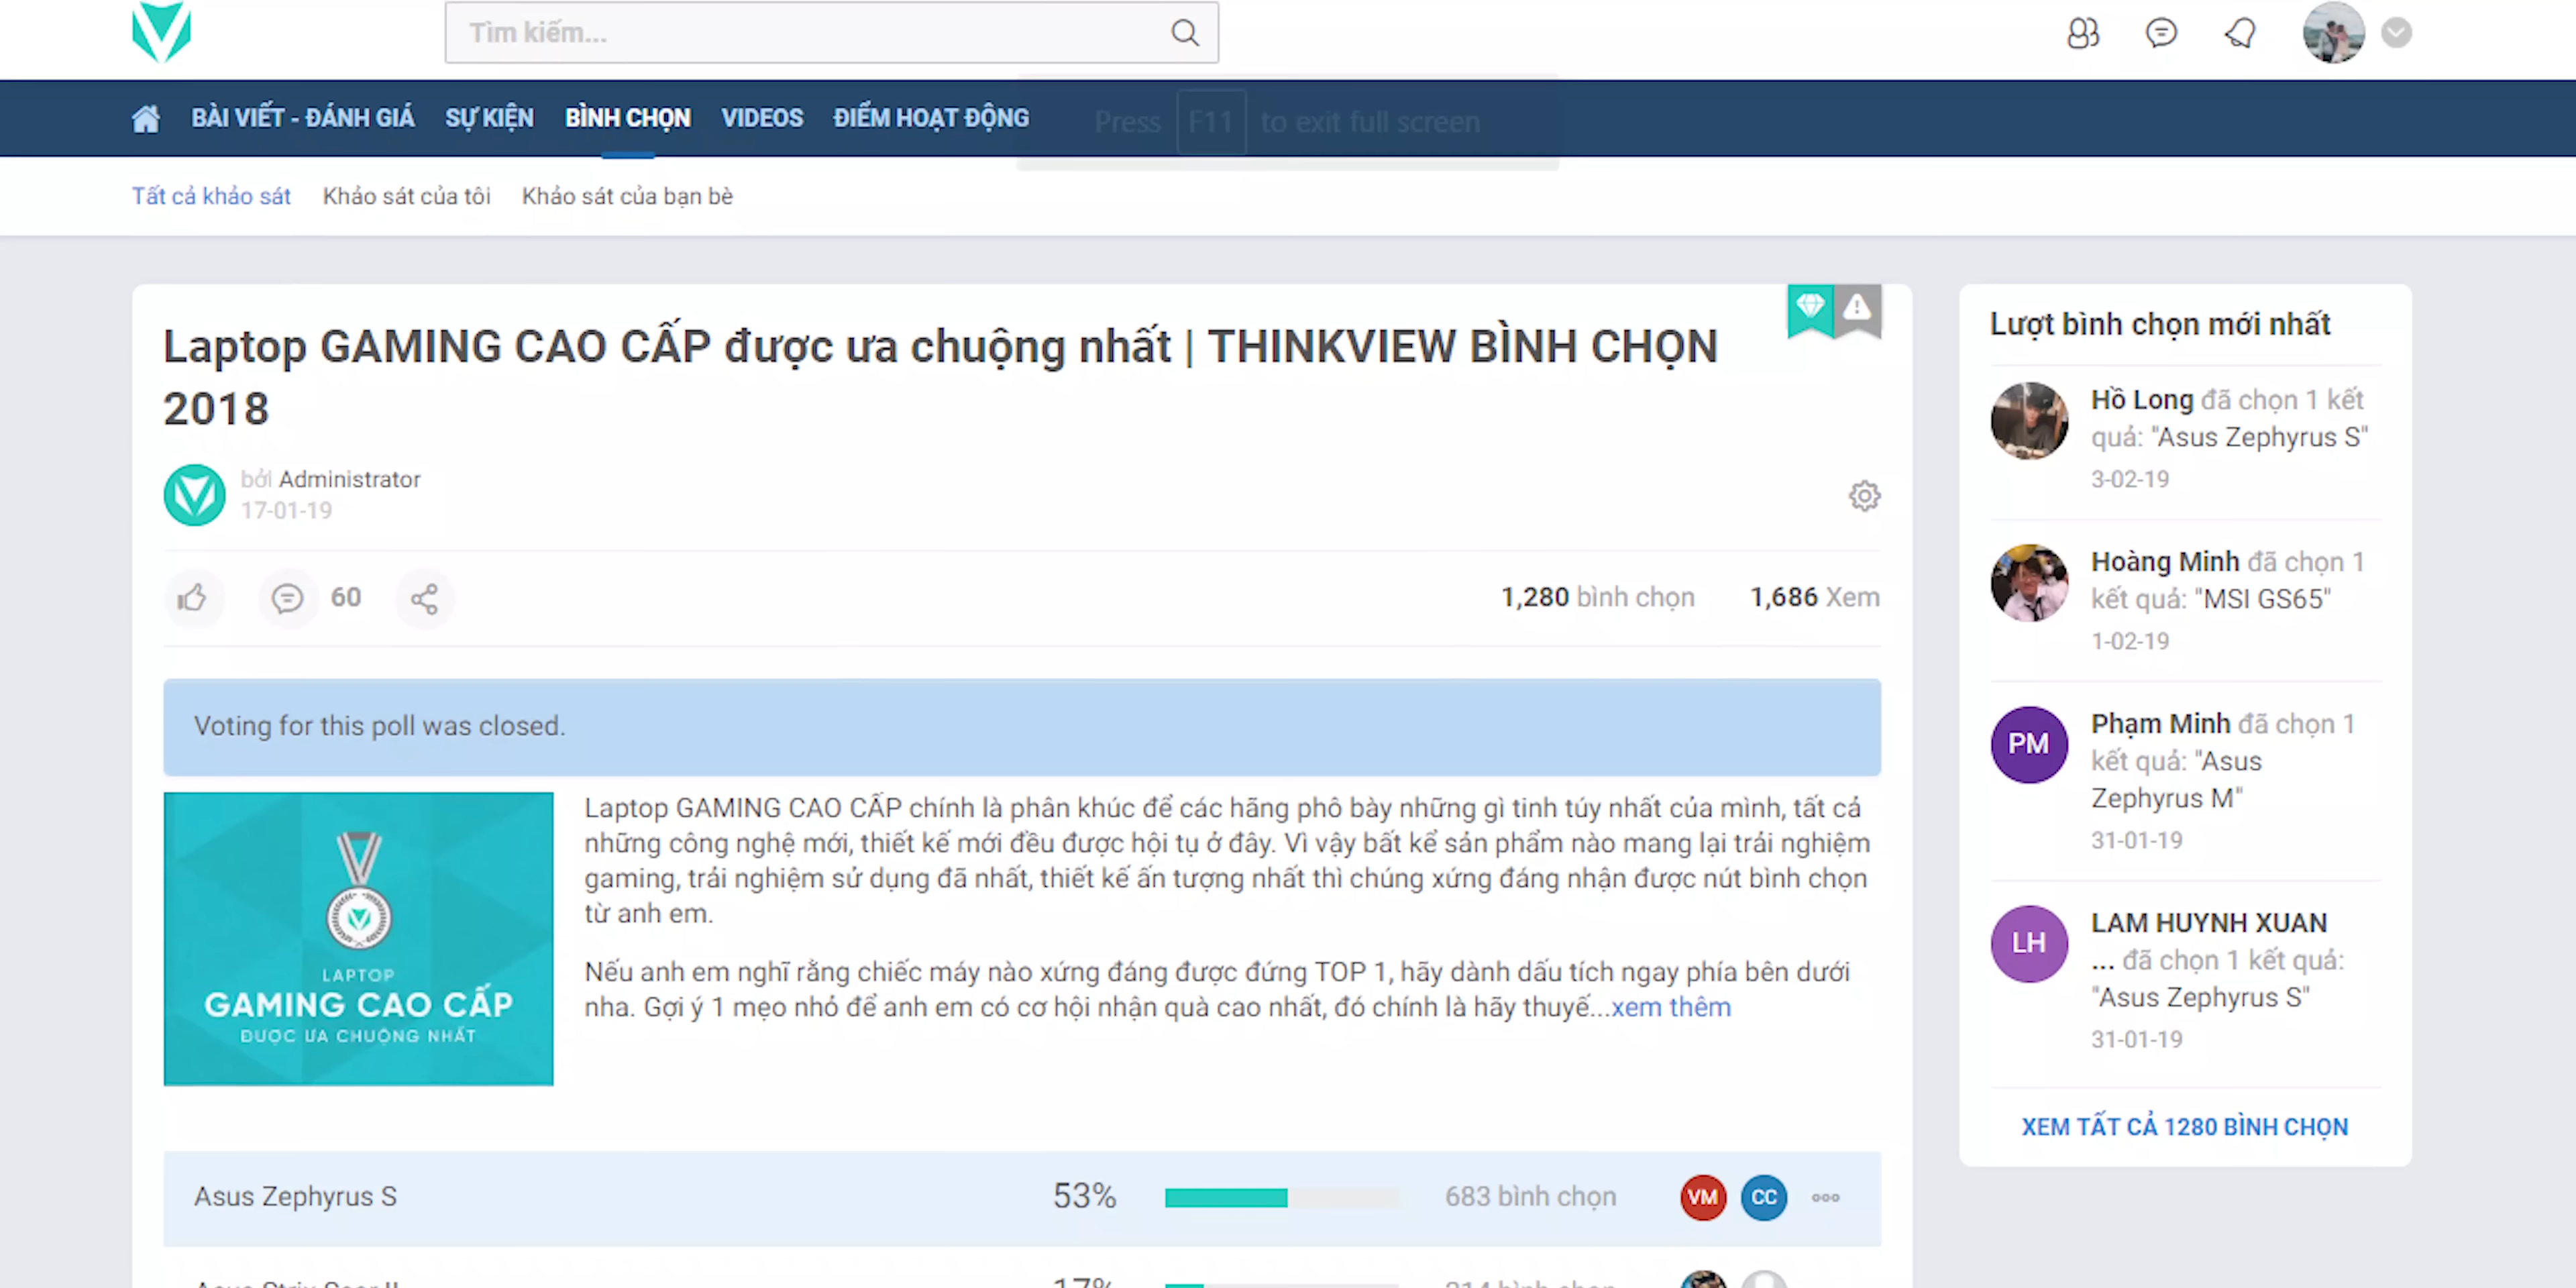 Tìm kiếm...
BÀI VIẾT - ĐÁNH GIÁ SỰ KIỆN BÌNH CHỌN VIDEOS ĐIỂM HOẠT ĐỘNG
Press F11 to exit full screen
Tất cả khảo sát Khảo sát của tôi Khảo sát của bạn bè
Laptop GAMING CAO CẤP được ưa chuộng nhất | THINKVIEW BÌNH CHỌN
2018
bởi Administrator
17-01-19
60
1,280 bình chọn 1,686 Xem
Voting for this poll was closed.
LAPTOP
GAMING CAO CẤP
ĐƯỢC ƯA CHUỘNG NHẤT
Laptop GAMING CAO CẤP chính là phân khúc để các hãng phô bày những gì tinh túy nhất của mình, tất cả
những công nghệ mới, thiết kế mới đều được hội tụ ở đây. Vì vậy bất kể sản phẩm nào mang lại trải nghiệm
gaming, trải nghiệm sử dụng đã nhất, thiết kế ấn tượng nhất thì chúng xứng đáng nhận được nút bình chọn
từ anh em.
Nếu anh em nghĩ rằng chiếc máy nào xứng đáng được đứng TOP 1, hãy dành dấu tích ngay phía bên dưới
nha. Gợi ý 1 mẹo nhỏ để anh em có cơ hội nhận quà cao nhất, đó chính là hãy thuyế...xem thêm
Asus Zephyrus S 53% 683 bình chọn VM CC
17%
Lượt bình chọn mới nhất
Hồ Long đã chọn 1 kết
quả: "Asus Zephyrus S"
3-02-19
Hoàng Minh đã chọn 1
kết quả: "MSI GS65"
1-02-19
PM
Phạm Minh đã chọn 1
kết quả: "Asus
Zephyrus M"
31-01-19
LH
LAM HUYNH XUAN
... đã chọn 1 kết quả:
"Asus Zephyrus S"
31-01-19
XEM TẤT CẢ 1280 BÌNH CHỌN